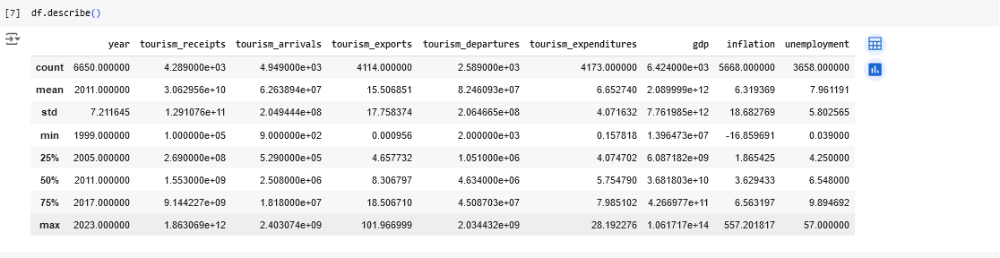 [7] df.describe()
year tourism_receipts tourism_arrivals tourism_exports tourism_departures tourism_expenditures gdp inflation unemployment
count 6650.000000 4.289000e+03 4.949000e+03 4114.000000 2.589000e+03 4173.000000 6.424000e+03 5668.000000 3658.000000
mean 2011.000000 3.062956e+10 6.263894e+07 15.506851 8.246093e+07 6.652740 2.089999e+12 6.319369 7.961191
std 7.211645 1.291076e+11 2.049444e+08 17.758374 2.064665e+08 4.071632 7.761985e+12 18.682769 5.802565
min 1999.000000 1.000000e+05 9.000000e+02 0.000956 2.000000e+03 0.157818 1.396473e+07 -16.859691 0.039000
25% 2005.000000 2.690000e+08 5.290000e+05 4.657732 1.051000e+06 4.074702 6.087182e+09 1.865425 4.250000
50% 2011.000000 1.553000e+09 2.508000e+06 8.306797 4.634000e+06 5.754790 3.681803e+10 3.629433 6.548000
75% 2017.000000 9.144227e+09 1.818000e+07 18.506710 4.508703e+07 7.985102 4.266977e+11 6.563197 9.894692
max 2023.000000 1.863069e+12 2.403074e+09 101.966999 2.034432e+09 28.192276 1.061717e+14 557.201817 57.000000